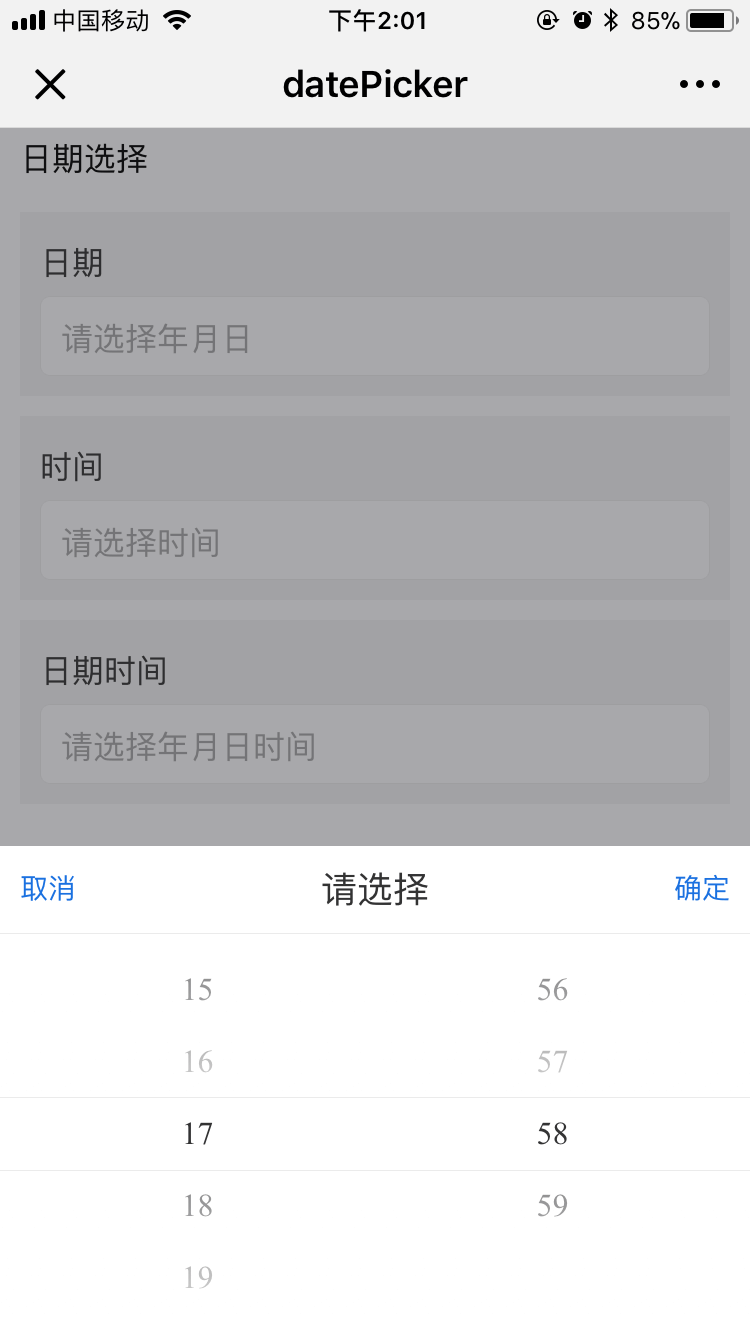 中国移动 下午2:01 85%
datePicker
日期选择
日期
请选择年月日
时间
请选择时间
日期时间
请选择年月日时间
取消 请选择 确定
15 56
16 57
17 58
18 59
19